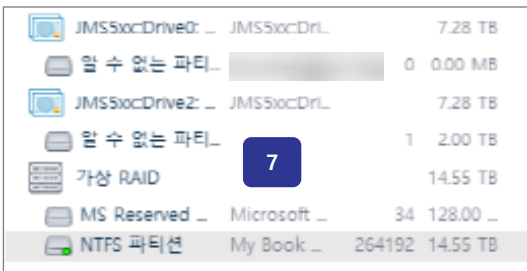 JMS5xx:Drive0: ... JMS5xx:Dri... 7.28 TB
알 수 없는 파티... 0 0.00 MB
JMS5xx:Drive2: ... JMS5xx:Dri... 7.28 TB
알 수 없는 파티... 1 2.00 TB
7
가상 RAID 14.55 TB
MS Reserved ... Microsoft ... 34 128.00 ...
NTFS 파티션 My Book ... 264192 14.55 TB